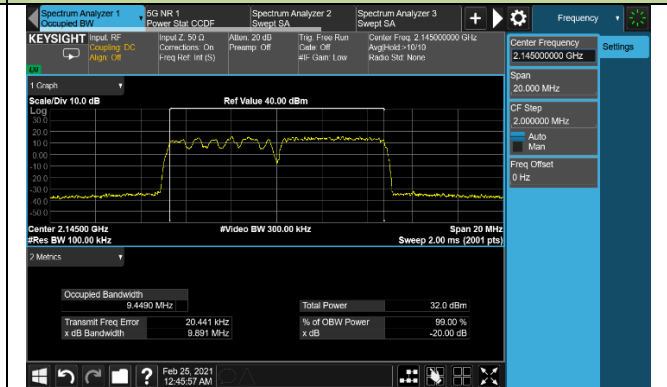 Spectrum Analyzer 1
Occupied BW
5G NR 1
Power Stat CCDF
Spectrum Analyzer 2
Swept SA
Spectrum Analyzer 3
Swept SA
Frequency
KEYSIGHT
Input: RF
Coupling: DC
Align: Off
Input Z: 50 Ω
Corrections: On
Freq Ref: Int (S)
Atten: 20 dB
Preamp: Off
Trig: Free Run
Gate: Off
#IF Gain: Low
Center Freq: 2.145000000 GHz
Avg|Hold:>10/10
Radio Std: None
Center Frequency
2.145000000 GHz
Settings
Span
20.000 MHz
CF Step
2.000000 MHz
Auto
Man
Freq Offset
0 Hz
1 Graph
Scale/Div 10.0 dB
Ref Value 40.00 dBm
Log
30.0
20.0
10.0
0.00
-10.0
-20.0
-30.0
-40.0
-50.0
Center 2.14500 GHz
#Video BW 300.00 kHz
Span 20 MHz
#Res BW 100.00 kHz
Sweep 2.00 ms (2001 pts)
2 Metrics
Occupied Bandwidth
9.4490 MHz
Total Power
32.0 dBm
Transmit Freq Error
20.441 kHz
% of OBW Power
99.00 %
x dB Bandwidth
9.891 MHz
x dB
-20.00 dB
Feb 25, 2021
12:45:57 AM